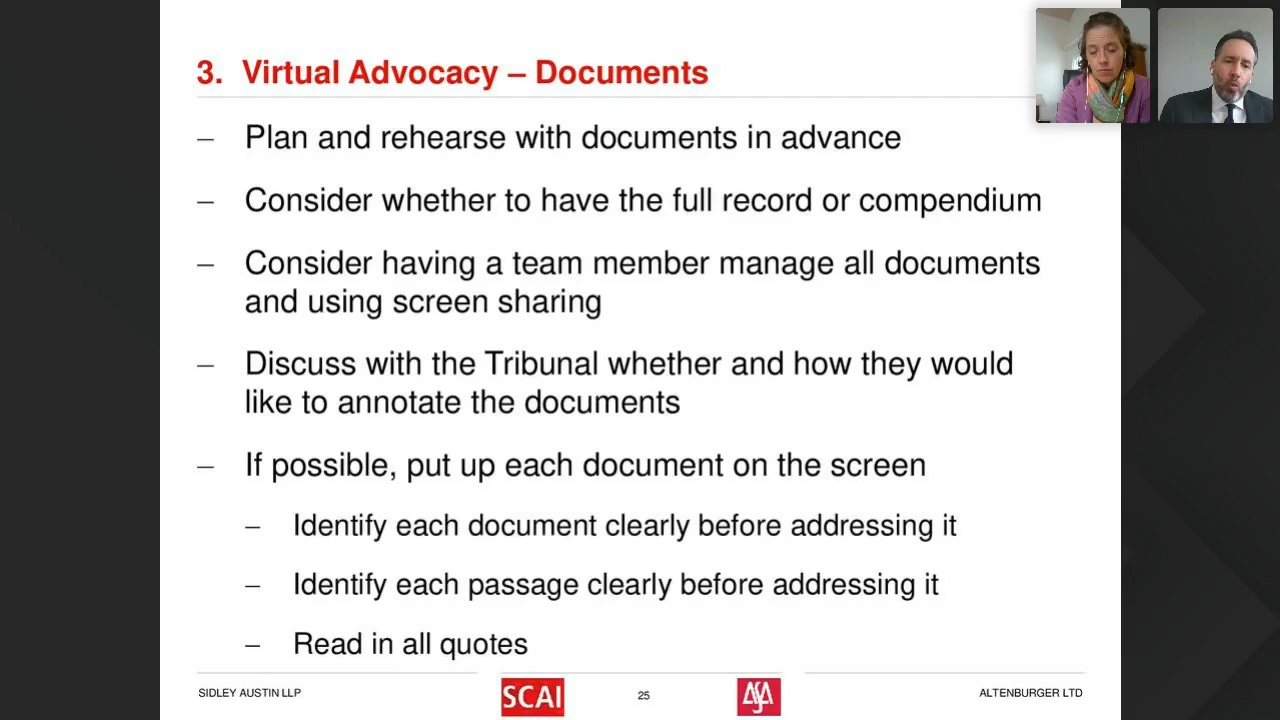 3. Virtual Advocacy – Documents
– Plan and rehearse with documents in advance
– Consider whether to have the full record or compendium
– Consider having a team member manage all documents
and using screen sharing
– Discuss with the Tribunal whether and how they would
like to annotate the documents
– If possible, put up each document on the screen
– Identify each document clearly before addressing it
– Identify each passage clearly before addressing it
– Read in all quotes
SIDLEY AUSTIN LLP
SCAI
25
ASA
ALTENBURGER LTD